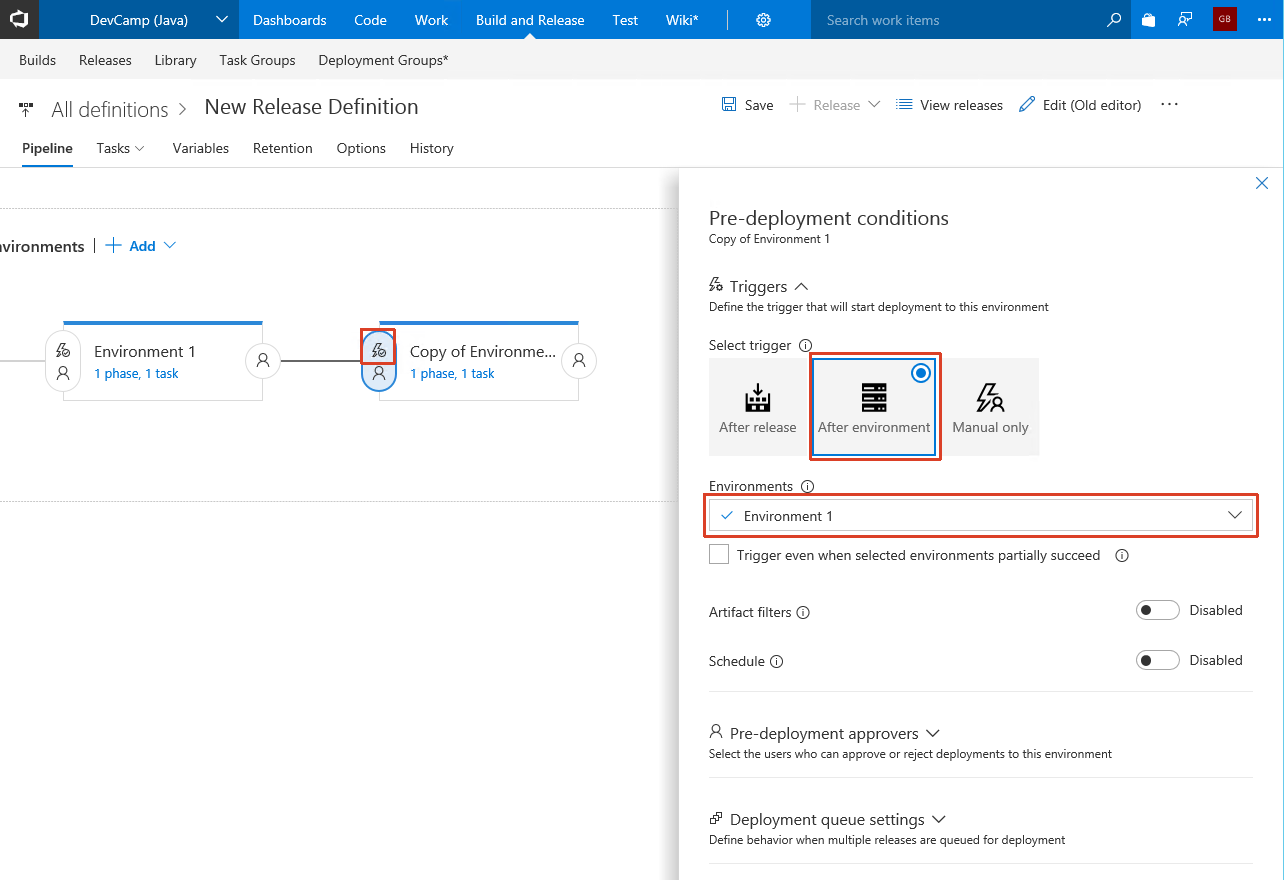 DevCamp (Java) Dashboards Code Work Build and Release Test Wiki* Search work items GB
Builds Releases Library Task Groups Deployment Groups*
All definitions > New Release Definition Save Release View releases Edit (Old editor) ...
Pipeline Tasks Variables Retention Options History
Pre-deployment conditions
Copy of Environment 1
nvironments | + Add
Triggers
Define the trigger that will start deployment to this environment
Environment 1
1 phase, 1 task
Copy of Environme...
1 phase, 1 task
Select trigger
After release After environment Manual only
Environments
Environment 1
Trigger even when selected environments partially succeed
Artifact filters Disabled
Schedule Disabled
Pre-deployment approvers
Select the users who can approve or reject deployments to this environment
Deployment queue settings
Define behavior when multiple releases are queued for deployment